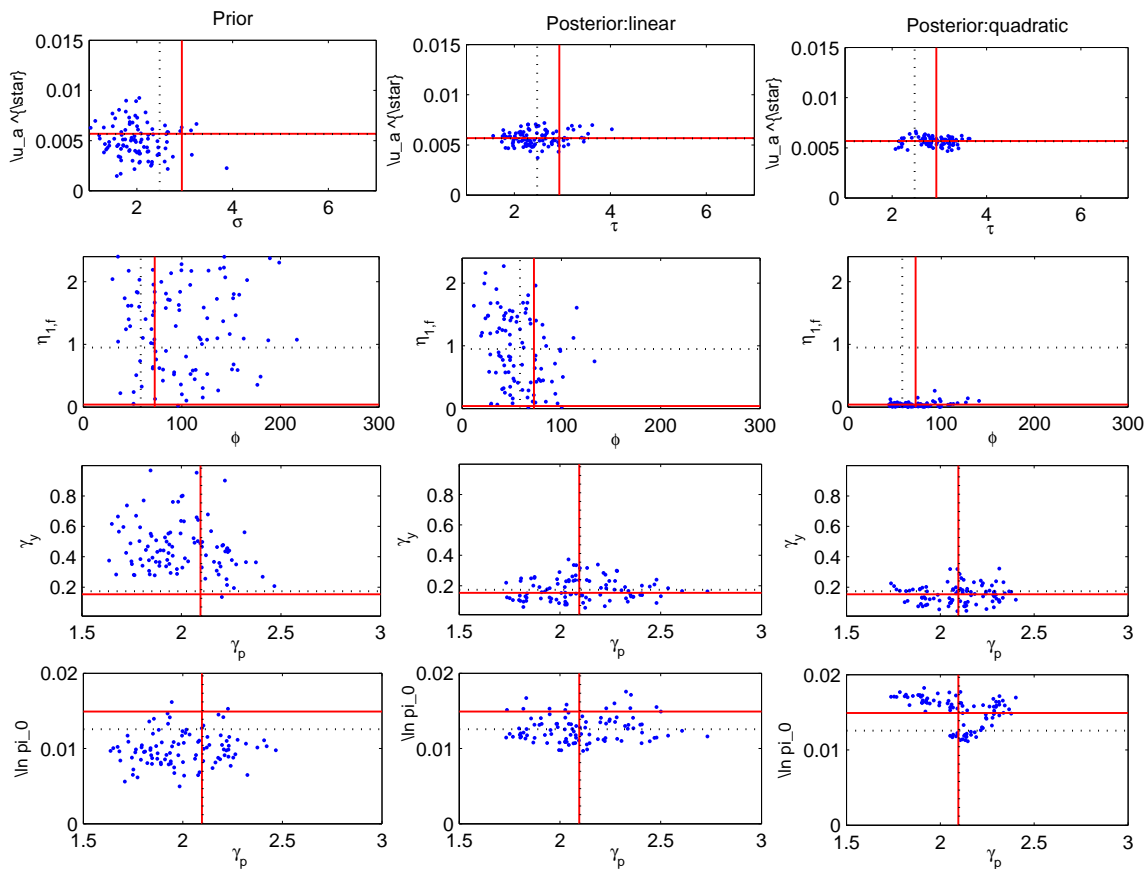 Prior
Posterior:linear
Posterior:quadratic
0.015
0.01
0.005
0
\u_a ^{\star}
2 4 6
σ
0.015
0.01
0.005
0
\u_a ^{\star}
2 4 6
τ
0.015
0.01
0.005
0
\u_a ^{\star}
2 4 6
τ
2
1
0
η1,f
0 100 200 300
ϕ
2
1
0
η1,f
0 100 200 300
ϕ
2
1
0
η1,f
0 100 200 300
ϕ
0.8
0.6
0.4
0.2
γy
1.5 2 2.5 3
γp
0.8
0.6
0.4
0.2
γy
1.5 2 2.5 3
γp
0.8
0.6
0.4
0.2
γy
1.5 2 2.5 3
γp
0.02
0.01
0
\ln pi_0
1.5 2 2.5 3
γp
0.02
0.01
0
\ln pi_0
1.5 2 2.5 3
γp
0.02
0.015
0.01
0.005
0
\ln pi_0
1.5 2 2.5 3
γp